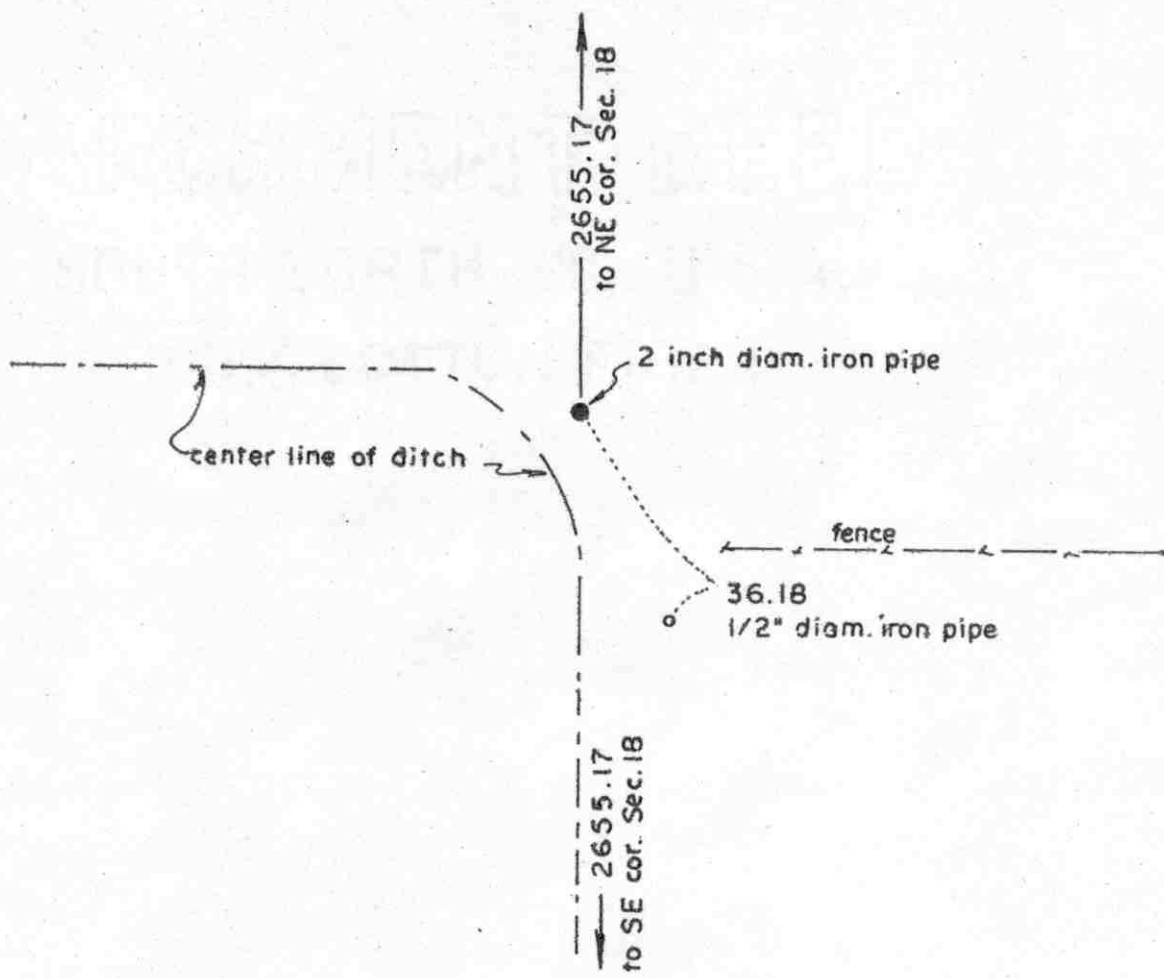 2655.17
to NE cor. Sec. 18
2 inch diam. iron pipe
center line of ditch
fence
36.18
1/2" diam. iron pipe
2655.17
to SE cor. Sec. 18